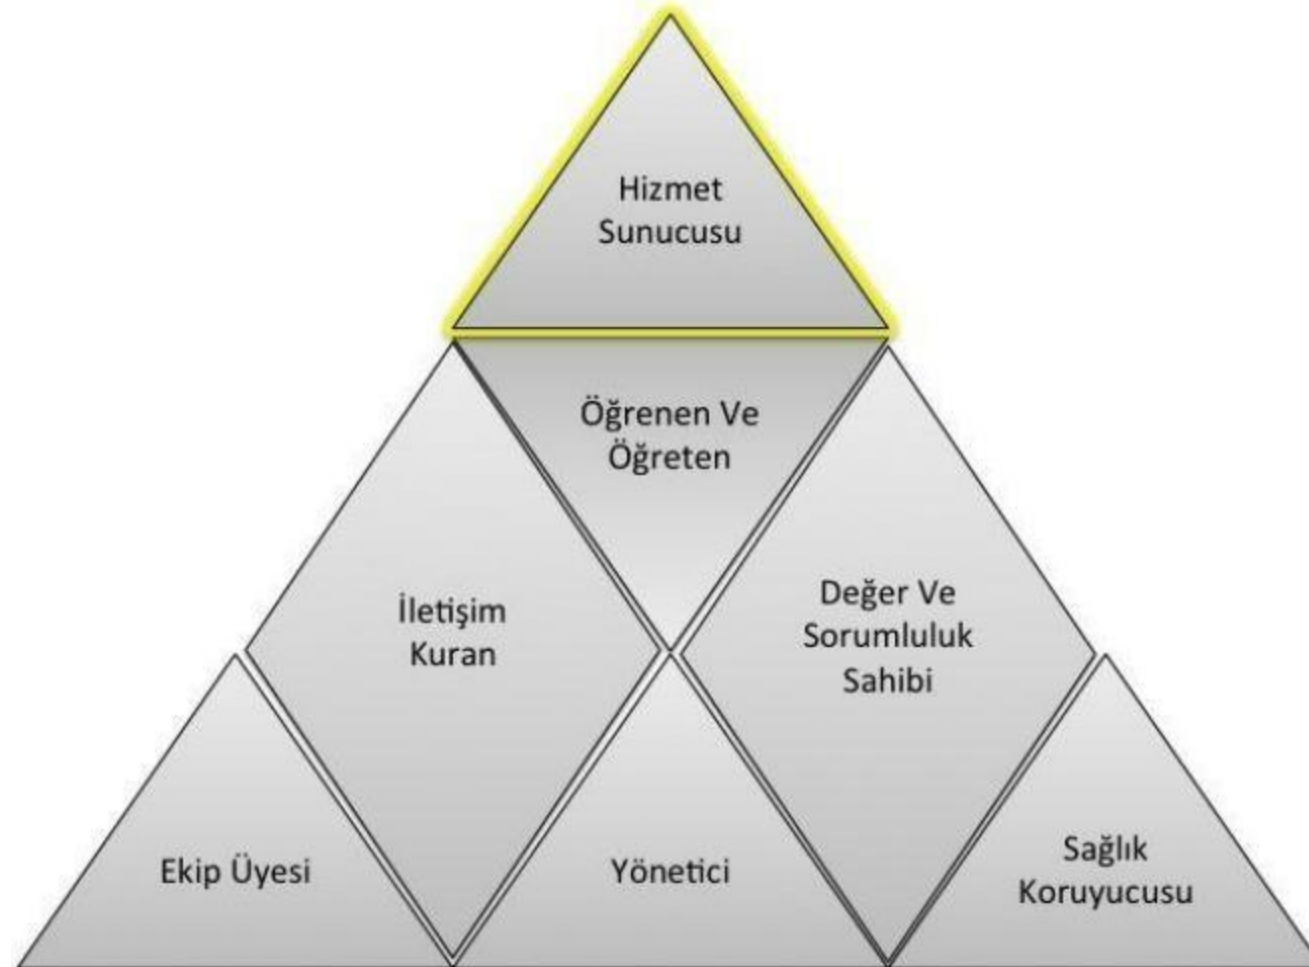 Hizmet
Sunucusu
Öğrenen Ve
Öğreten
İletişim
Kuran
Değer Ve
Sorumluluk
Sahibi
Ekip Üyesi
Yönetici
Sağlık
Koruyucusu